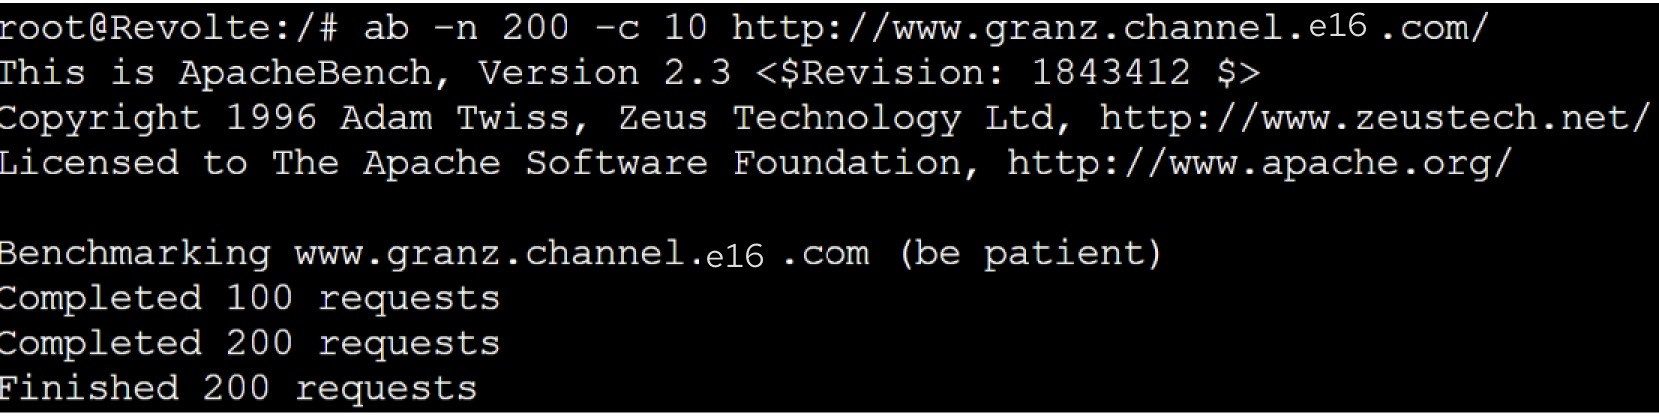 root@Revolte:/# ab -n 200 -c 10 http://www.granz.channel.e16 .com/
This is ApacheBench, Version 2.3 <$Revision: 1843412 $>
Copyright 1996 Adam Twiss, Zeus Technology Ltd, http://www.zeustech.net/
Licensed to The Apache Software Foundation, http://www.apache.org/
Benchmarking www.granz.channel.e16 .com (be patient)
Completed 100 requests
Completed 200 requests
Finished 200 requests